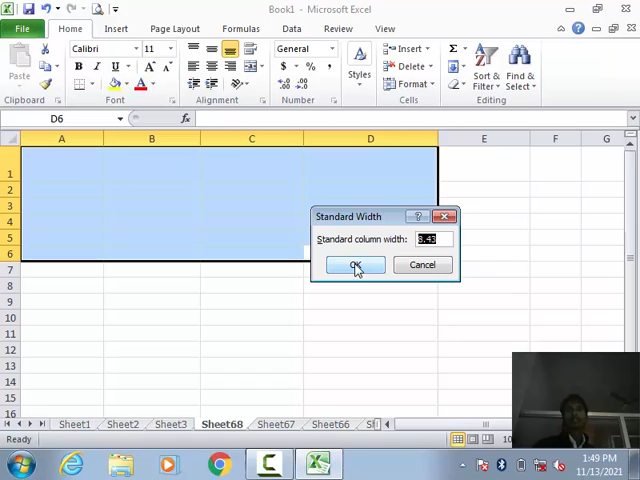 Book1 - Microsoft Excel
File Home Insert Page Layout Formulas Data Review View
Paste Calibri 11 General Styles Insert Delete Format Sort & Filter Find & Select
B I U A $ % , Σ
Clipboard Font Alignment Number Cells Editing
D6 fx
A B C D E F G
1
2
3
4
5
6
7
8
9
10
11
12
13
14
15
16
Standard Width ?
Standard column width: 8.43
OK Cancel
Sheet1 Sheet2 Sheet3 Sheet68 Sheet67 Sheet66
Ready
1:49 PM
11/13/2021